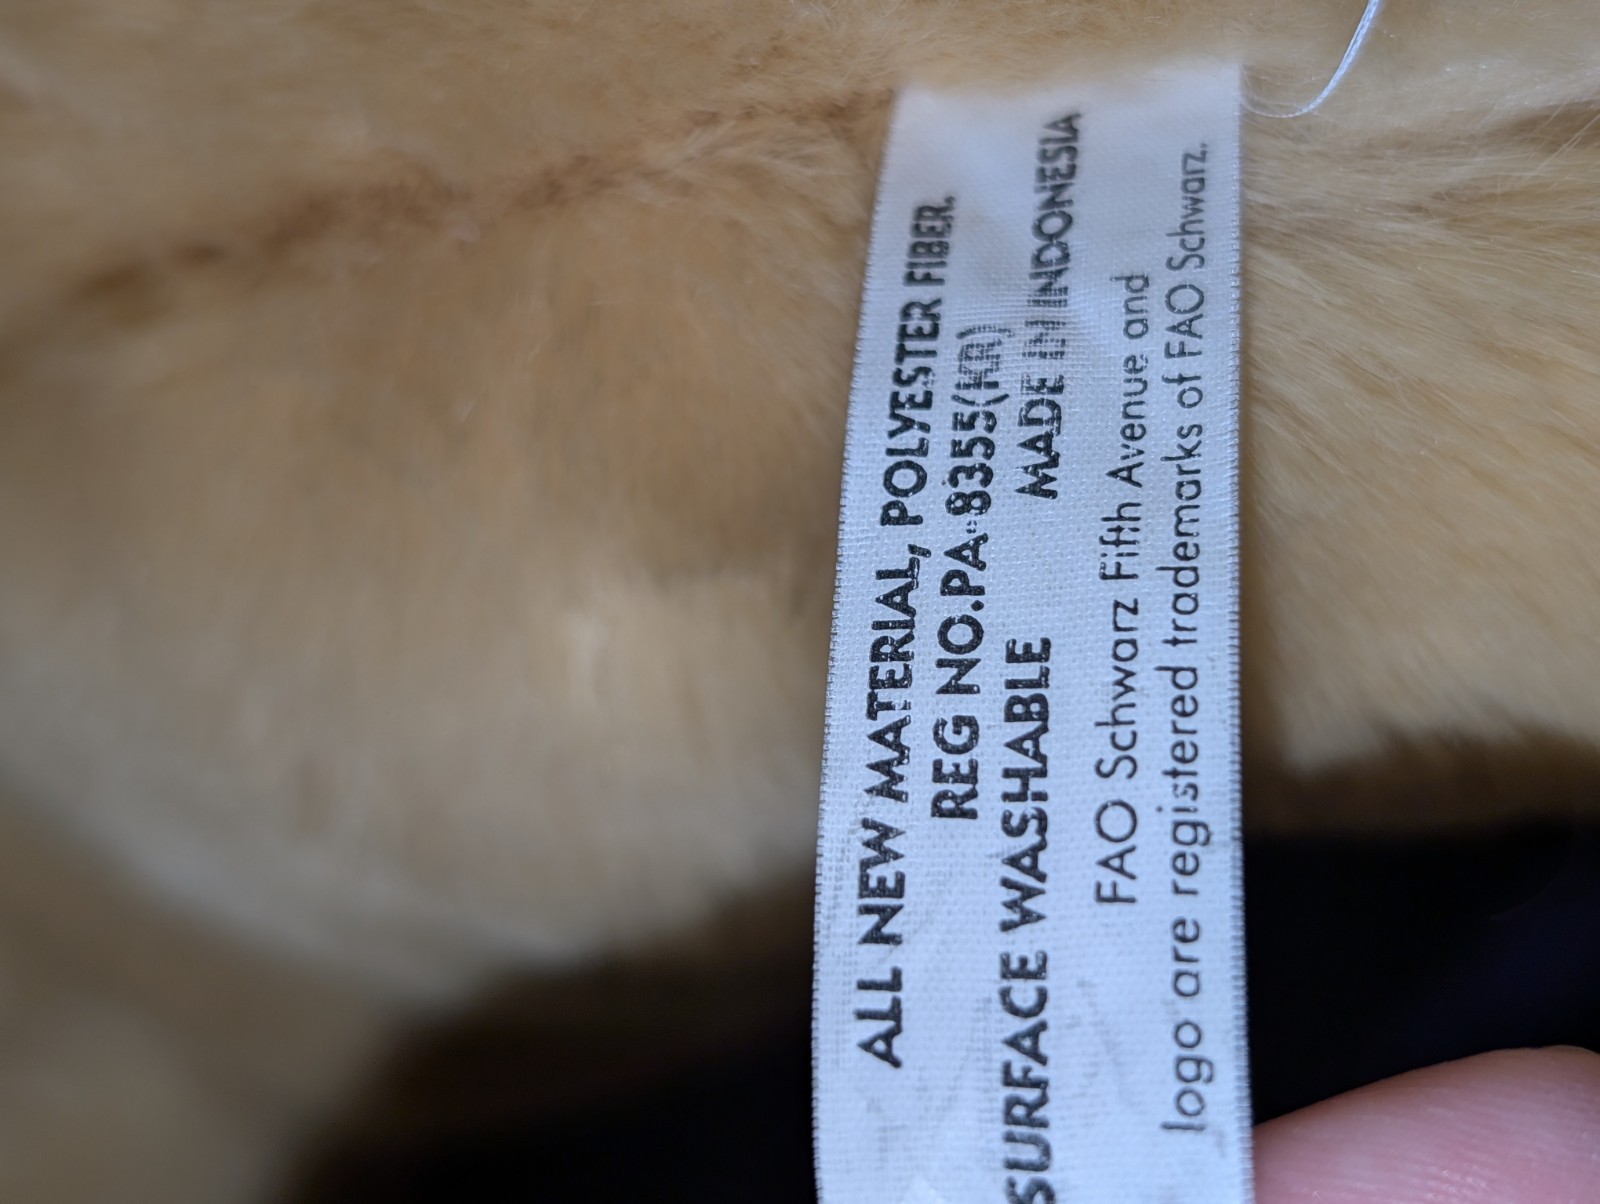 ALL NEW MATERIAL, POLYESTER FIBER.
REG NO.PA-8355(KR)
SURFACE WASHABLE MADE IN INDONESIA
FAO Schwarz Fifth Avenue and
logo are registered trademarks of FAO Schwarz.